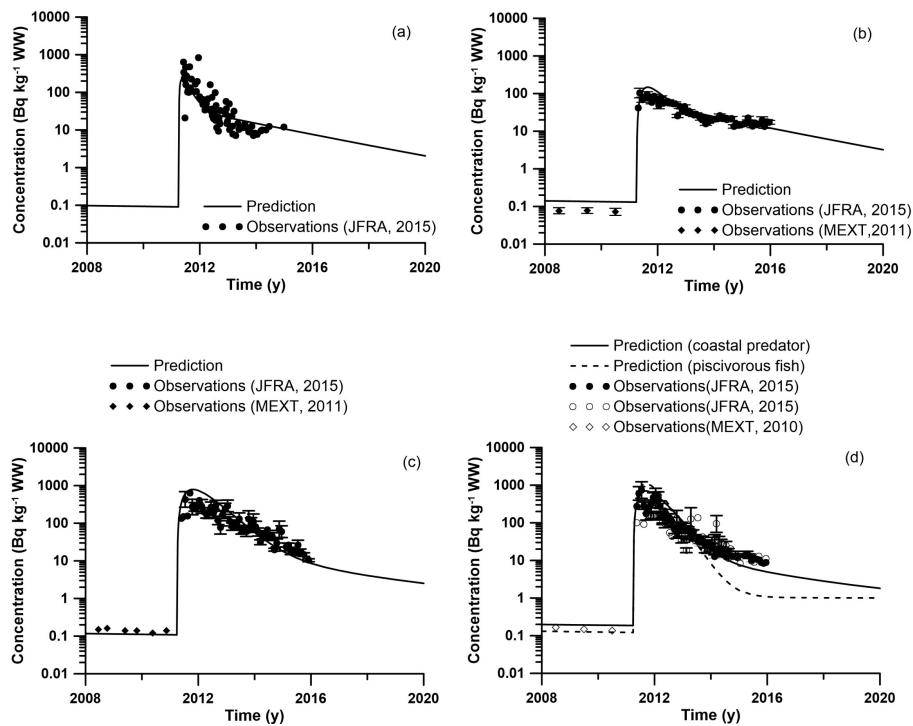 (a)
Concentration (Bq kg⁻¹ WW)
10000
1000
100
10
1
0.1
0.01
Prediction
Observations (JFRA, 2015)
2008 2012 2016 2020
Time (y)
(b)
Concentration (Bq kg⁻¹ WW)
10000
1000
100
10
1
0.1
0.01
Prediction
Observations (JFRA, 2015)
Observations (MEXT,2011)
2008 2012 2016 2020
Time (y)
Prediction
Observations (JFRA, 2015)
Observations (MEXT, 2011)
(c)
Concentration (Bq kg⁻¹ WW)
10000
1000
100
10
1
0.1
0.01
2008 2012 2016 2020
Time (y)
Prediction (coastal predator)
Prediction (piscivorous fish)
Observations(JFRA, 2015)
Observations(JFRA, 2015)
Observations(MEXT, 2010)
(d)
Concentration (Bq kg⁻¹ WW)
10000
1000
100
10
1
0.1
0.01
2008 2012 2016 2020
Time (y)